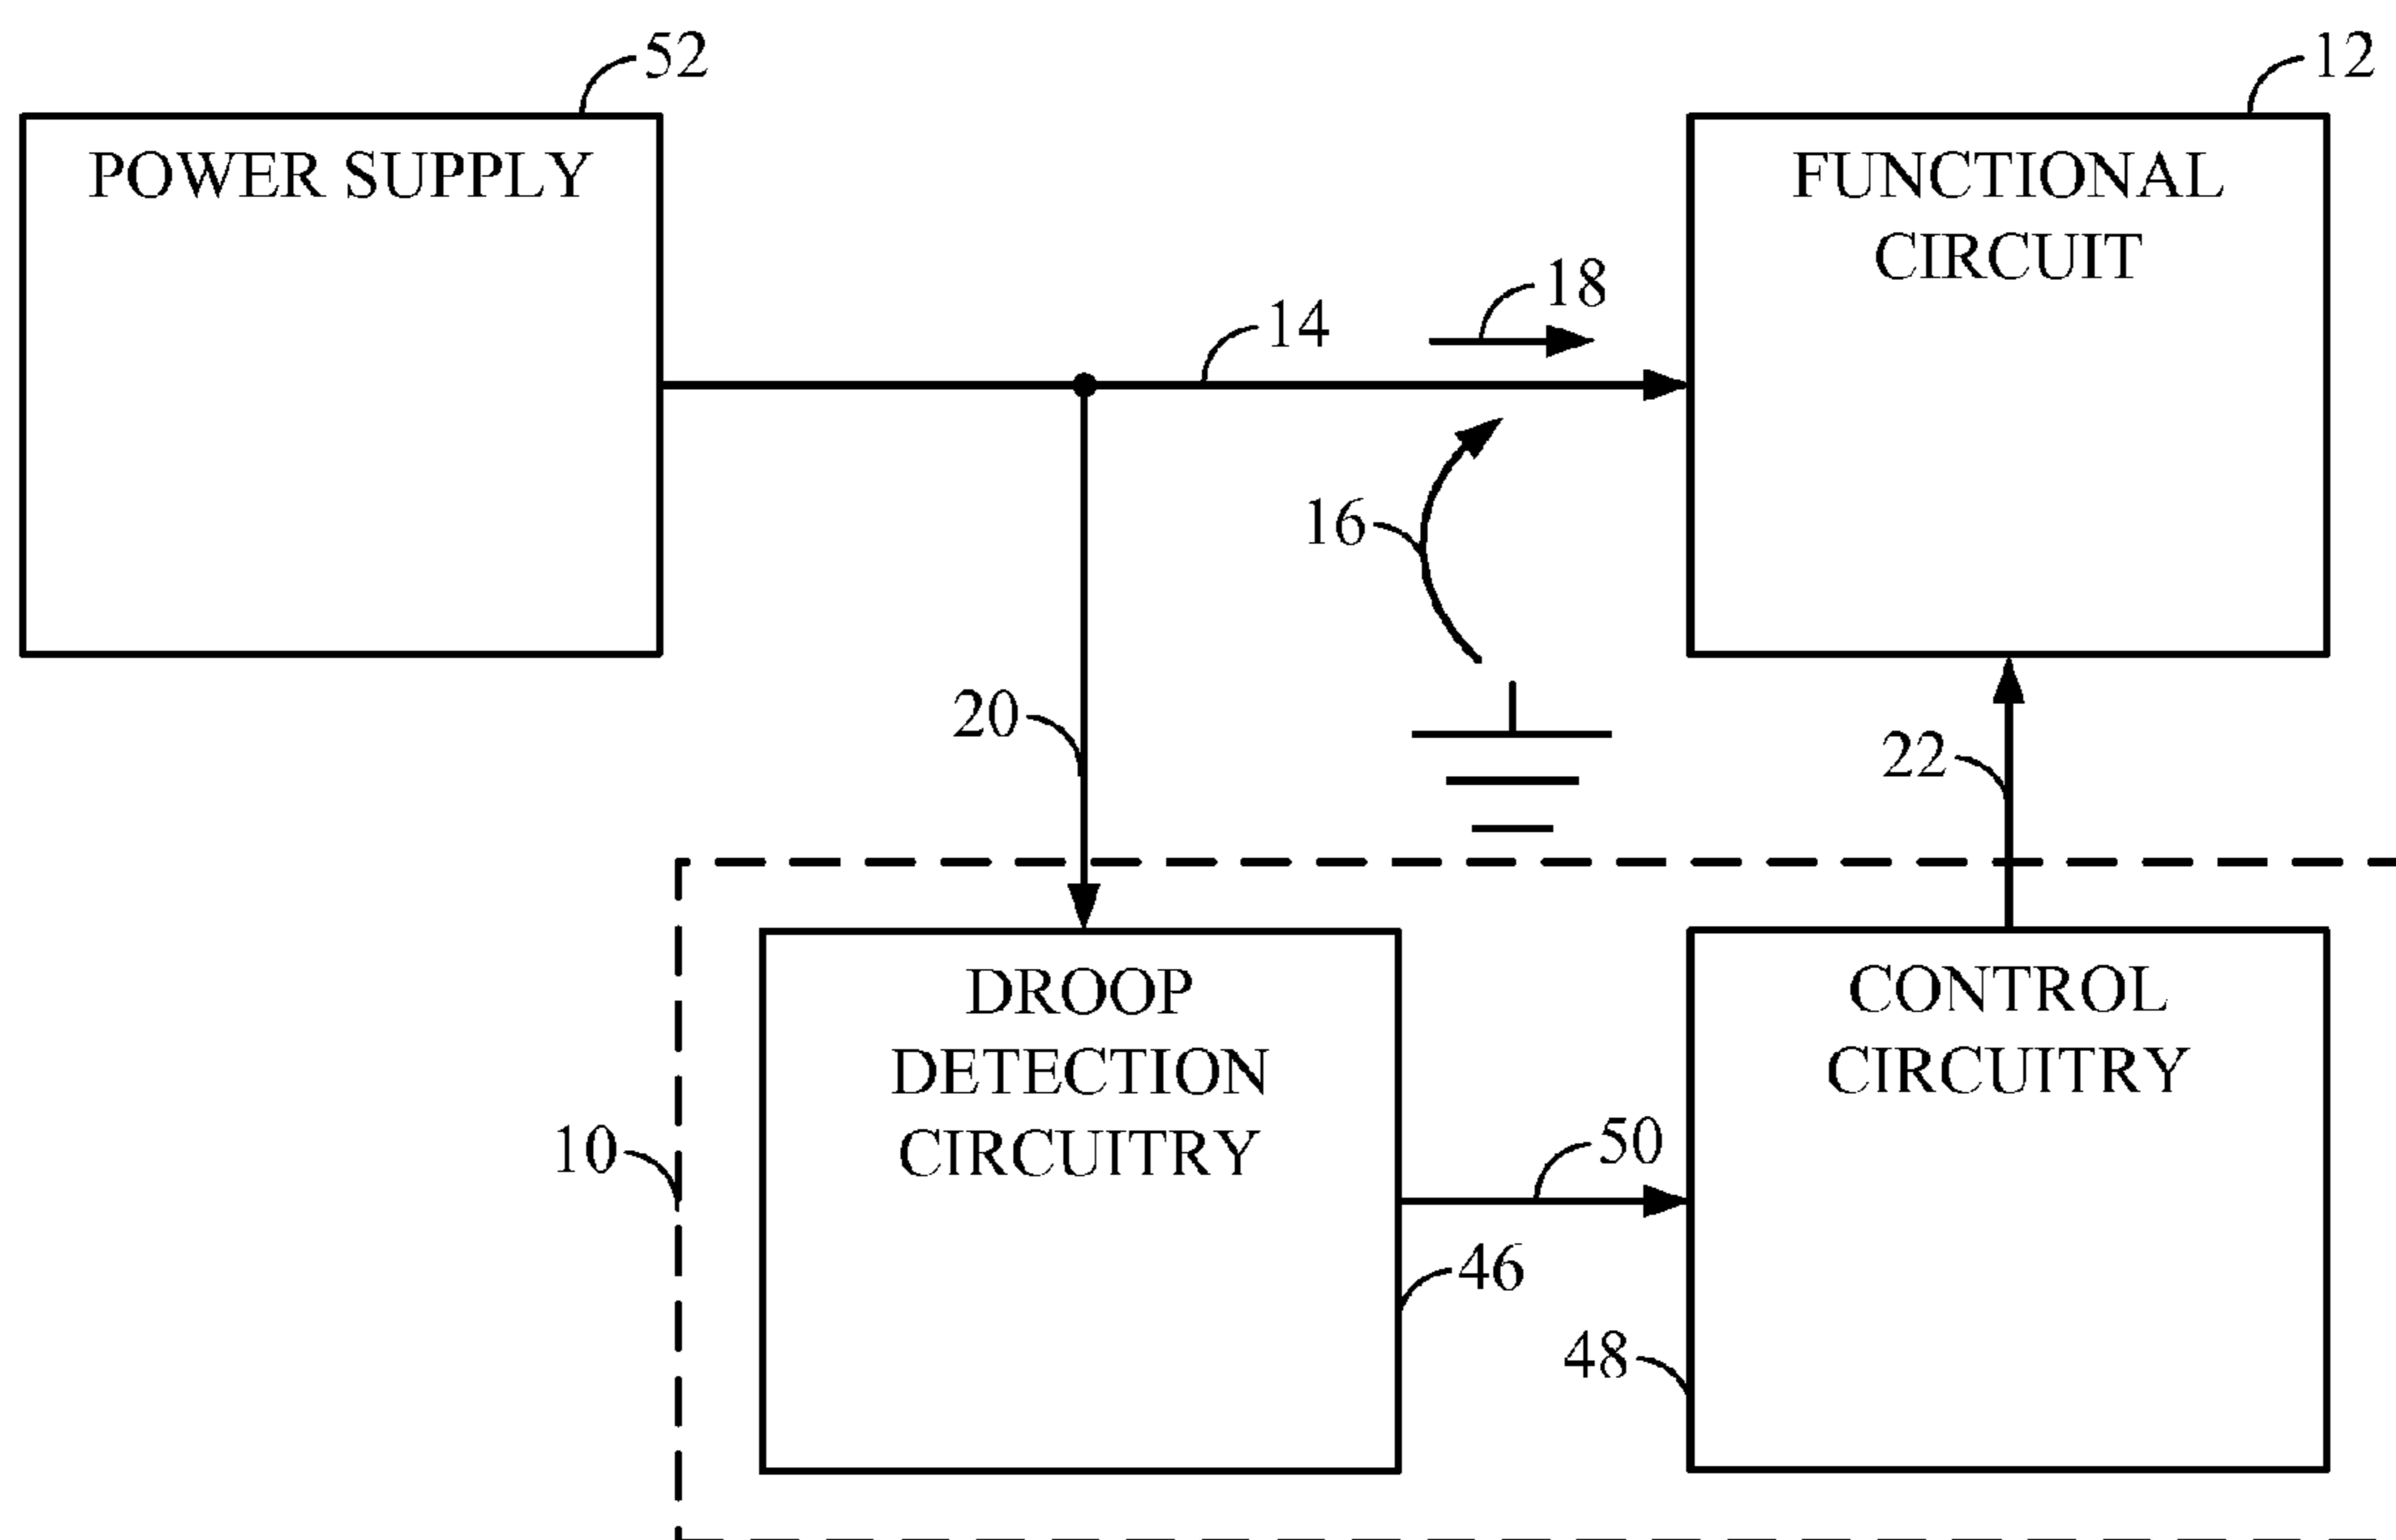 52
12
POWER SUPPLY
FUNCTIONAL
CIRCUIT
18
14
16
20
22
DROOP
DETECTION
CIRCUITRY
CONTROL
CIRCUITRY
10
50
46
48